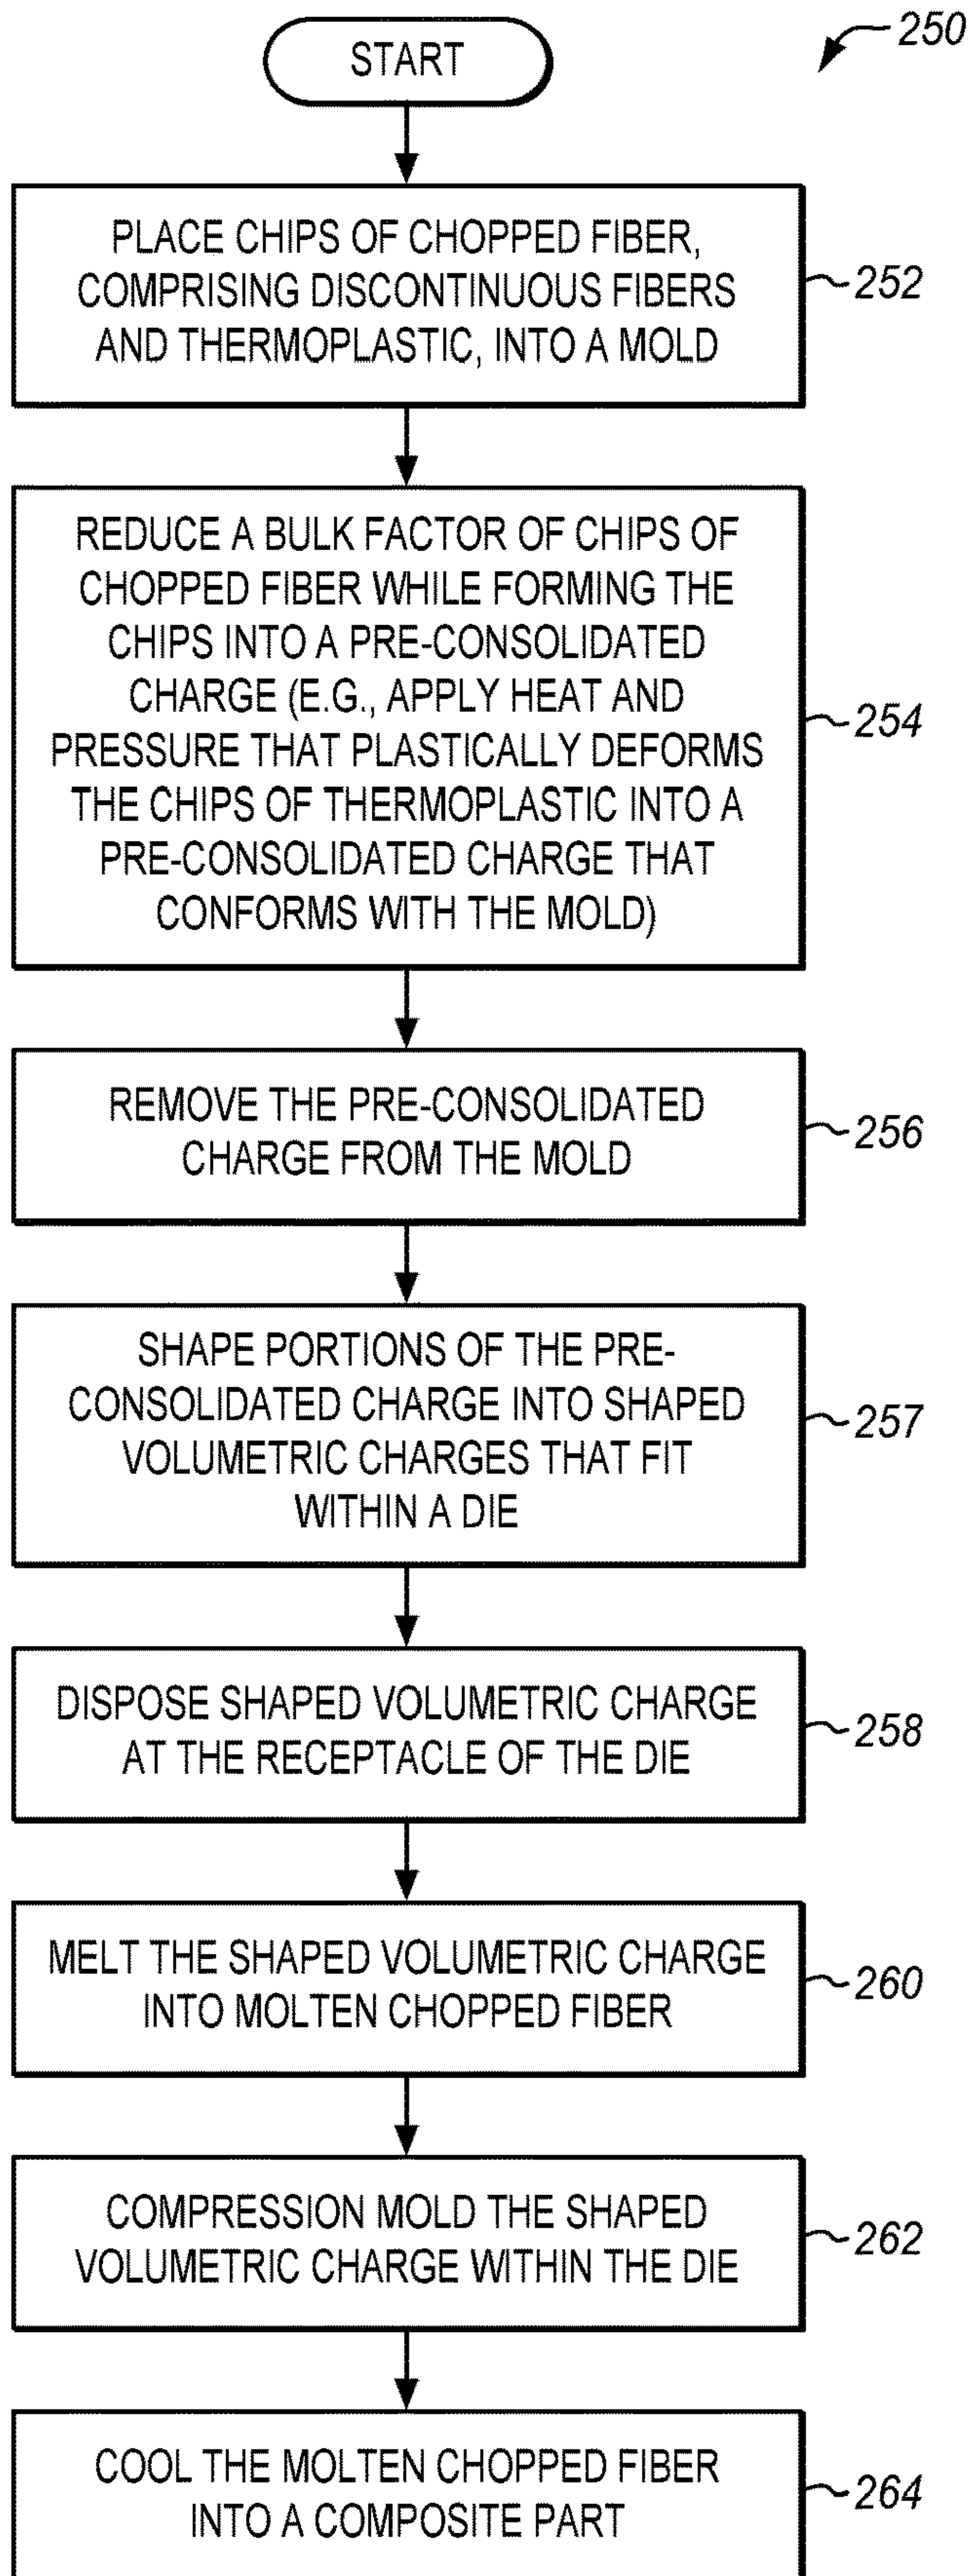 250
START
PLACE CHIPS OF CHOPPED FIBER,
COMPRISING DISCONTINUOUS FIBERS
AND THERMOPLASTIC, INTO A MOLD
252
REDUCE A BULK FACTOR OF CHIPS OF
CHOPPED FIBER WHILE FORMING THE
CHIPS INTO A PRE-CONSOLIDATED
CHARGE (E.G., APPLY HEAT AND
PRESSURE THAT PLASTICALLY DEFORMS
THE CHIPS OF THERMOPLASTIC INTO A
PRE-CONSOLIDATED CHARGE THAT
CONFORMS WITH THE MOLD)
254
REMOVE THE PRE-CONSOLIDATED
CHARGE FROM THE MOLD
256
SHAPE PORTIONS OF THE PRE-
CONSOLIDATED CHARGE INTO SHAPED
VOLUMETRIC CHARGES THAT FIT
WITHIN A DIE
257
DISPOSE SHAPED VOLUMETRIC CHARGE
AT THE RECEPTACLE OF THE DIE
258
MELT THE SHAPED VOLUMETRIC CHARGE
INTO MOLTEN CHOPPED FIBER
260
COMPRESSION MOLD THE SHAPED
VOLUMETRIC CHARGE WITHIN THE DIE
262
COOL THE MOLTEN CHOPPED FIBER
INTO A COMPOSITE PART
264